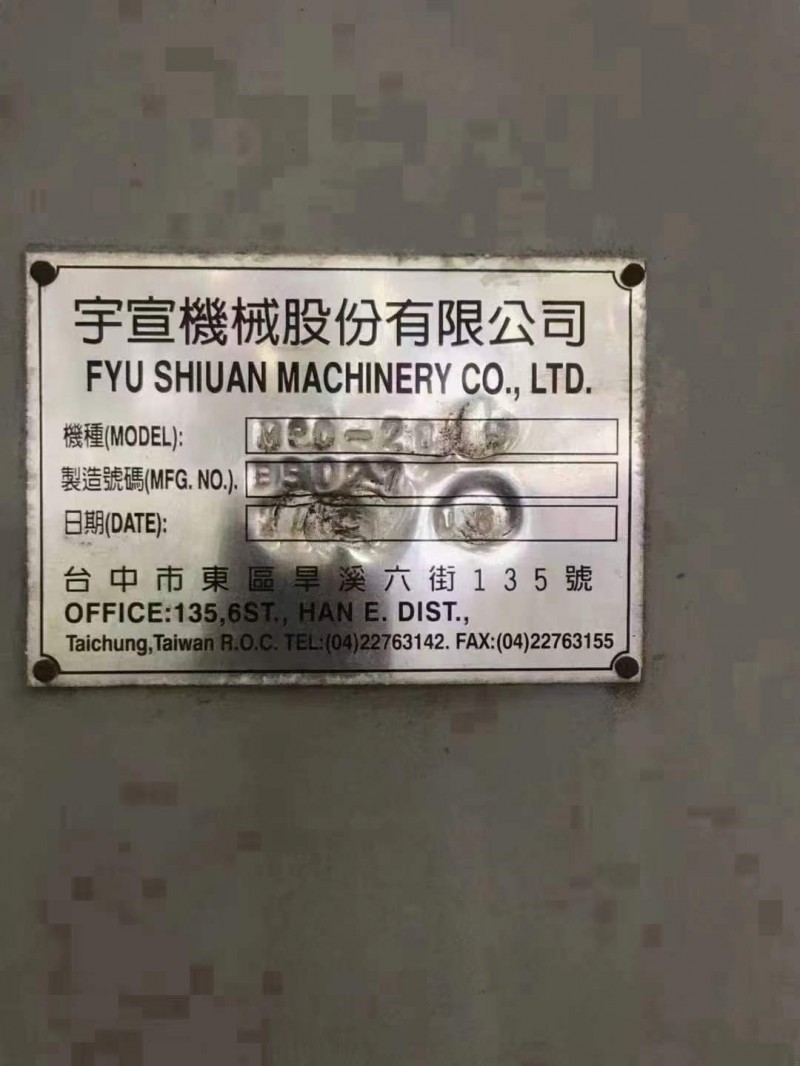 宇宣機械股份有限公司
FYU SHIUAN MACHINERY CO., LTD.
機種(MODEL):
製造號碼(MFG. NO.). B5027
日期(DATE):
台中市東區旱溪六街135號
OFFICE:135,6ST., HAN E. DIST.,
Taichung,Taiwan R.O.C. TEL:(04)22763142. FAX:(04)22763155